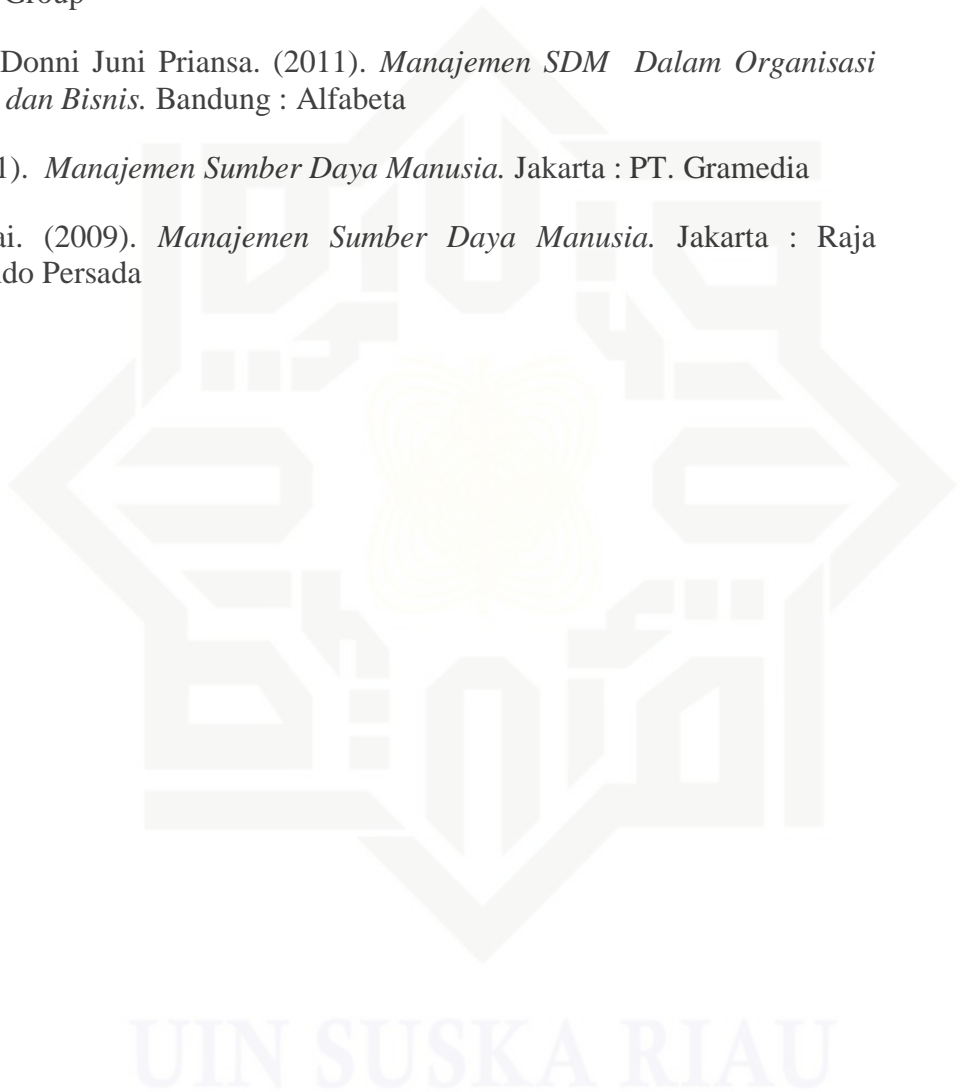 Group
Donni Juni Priansa. (2011). Manajemen SDM Dalam Organisasi
dan Bisnis. Bandung : Alfabeta
1). Manajemen Sumber Daya Manusia. Jakarta : PT. Gramedia
ai. (2009). Manajemen Sumber Daya Manusia. Jakarta : Raja
do Persada
UIN SUSKA RIAU